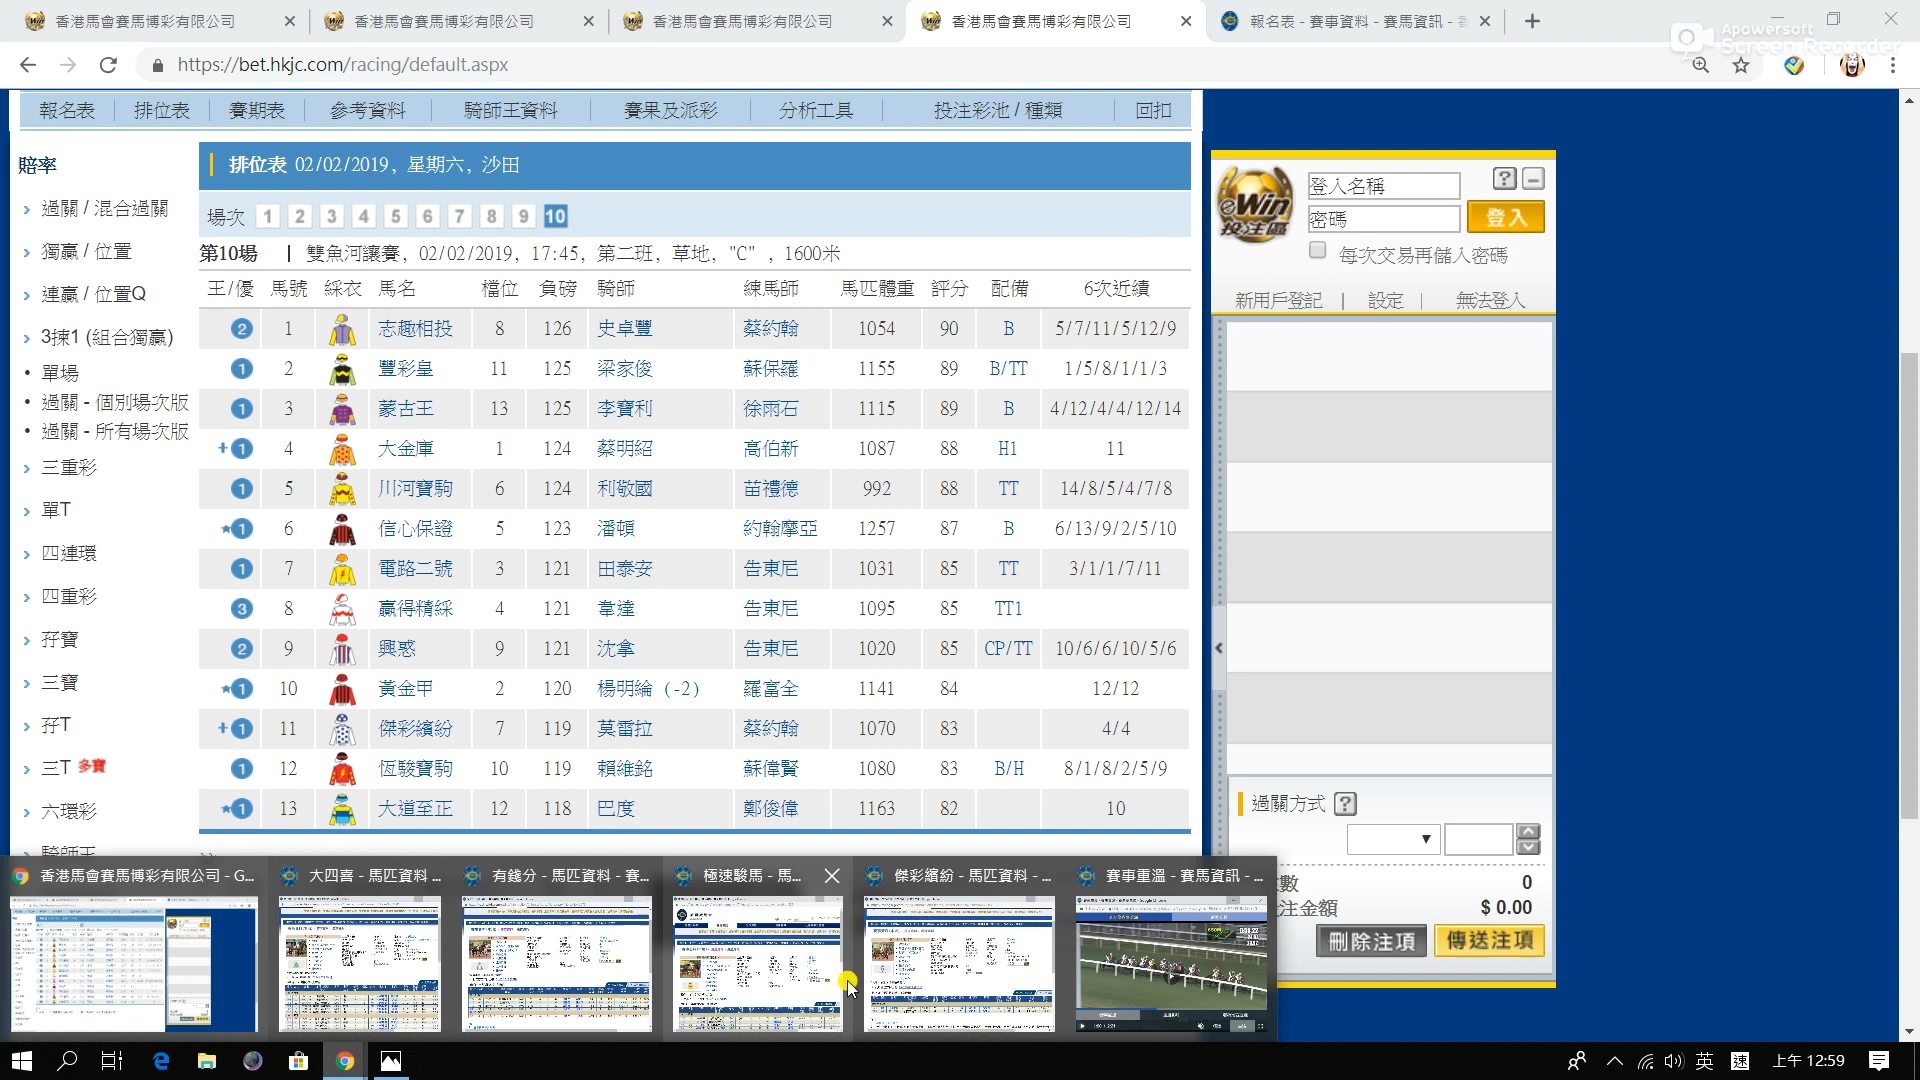 香港馬會賽馬博彩有限公司
香港馬會賽馬博彩有限公司
香港馬會賽馬博彩有限公司
香港馬會賽馬博彩有限公司
報名表 - 賽事資料 - 賽馬資訊 -
Apowersoft
Screen Recorder
https://bet.hkjc.com/racing/default.aspx
報名表 排位表 賽期表 參考資料 騎師王資料 賽果及派彩 分析工具 投注彩池 / 種類 回扣
賠率
過關 / 混合過關
獨贏 / 位置
連贏 / 位置Q
3揀1 (組合獨贏)
單場
過關 - 個別場次版
過關 - 所有場次版
三重彩
單T
四連環
四重彩
孖寶
三寶
孖T
三T 多寶
六環彩
騎師王
排位表 02/02/2019, 星期六, 沙田
場次 1 2 3 4 5 6 7 8 9 10
第10場 | 雙魚河讓賽, 02/02/2019, 17:45, 第二班, 草地, "C" , 1600米
王/優 馬號 綵衣 馬名 檔位 負磅 騎師 練馬師 馬匹體重 評分 配備 6次近績
2 1 志趣相投 8 126 史卓豐 蔡約翰 1054 90 B 5/7/11/5/12/9
1 2 豐彩皇 11 125 梁家俊 蘇保羅 1155 89 B/TT 1/5/8/1/1/3
1 3 蒙古王 13 125 李寶利 徐雨石 1115 89 B 4/12/4/4/12/14
+1 4 大金庫 1 124 蔡明紹 高伯新 1087 88 H1 11
1 5 川河寶駒 6 124 利敬國 苗禮德 992 88 TT 14/8/5/4/7/8
★1 6 信心保證 5 123 潘頓 約翰摩亞 1257 87 B 6/13/9/2/5/10
1 7 電路二號 3 121 田泰安 告東尼 1031 85 TT 3/1/1/7/11
3 8 贏得精綵 4 121 韋達 告東尼 1095 85 TT1
2 9 興惑 9 121 沈拿 告東尼 1020 85 CP/TT 10/6/6/10/5/6
★1 10 黃金甲 2 120 楊明綸 (-2) 羅富全 1141 84 12/12
+1 11 傑彩繽紛 7 119 莫雷拉 蔡約翰 1070 83 4/4
1 12 恆駿寶駒 10 119 賴維銘 蘇偉賢 1080 83 B/H 8/1/8/2/5/9
★1 13 大道至正 12 118 巴度 鄭俊偉 1163 82 10
eWin
投注區
登入名稱
密碼
登入
每次交易再儲入密碼
新用戶登記 | 設定 | 無法登入
過關方式 ?
數 0
注金額 $ 0.00
刪除注項 傳送注項
香港馬會賽馬博彩有限公司 - G...
大四喜 - 馬匹資料 ...
有錢分 - 馬匹資料 - 賽...
極速駿馬 - 馬...
傑彩繽紛 - 馬匹資料 - ...
賽事重溫 - 賽馬資訊 - ...
英
速
上午 12:59